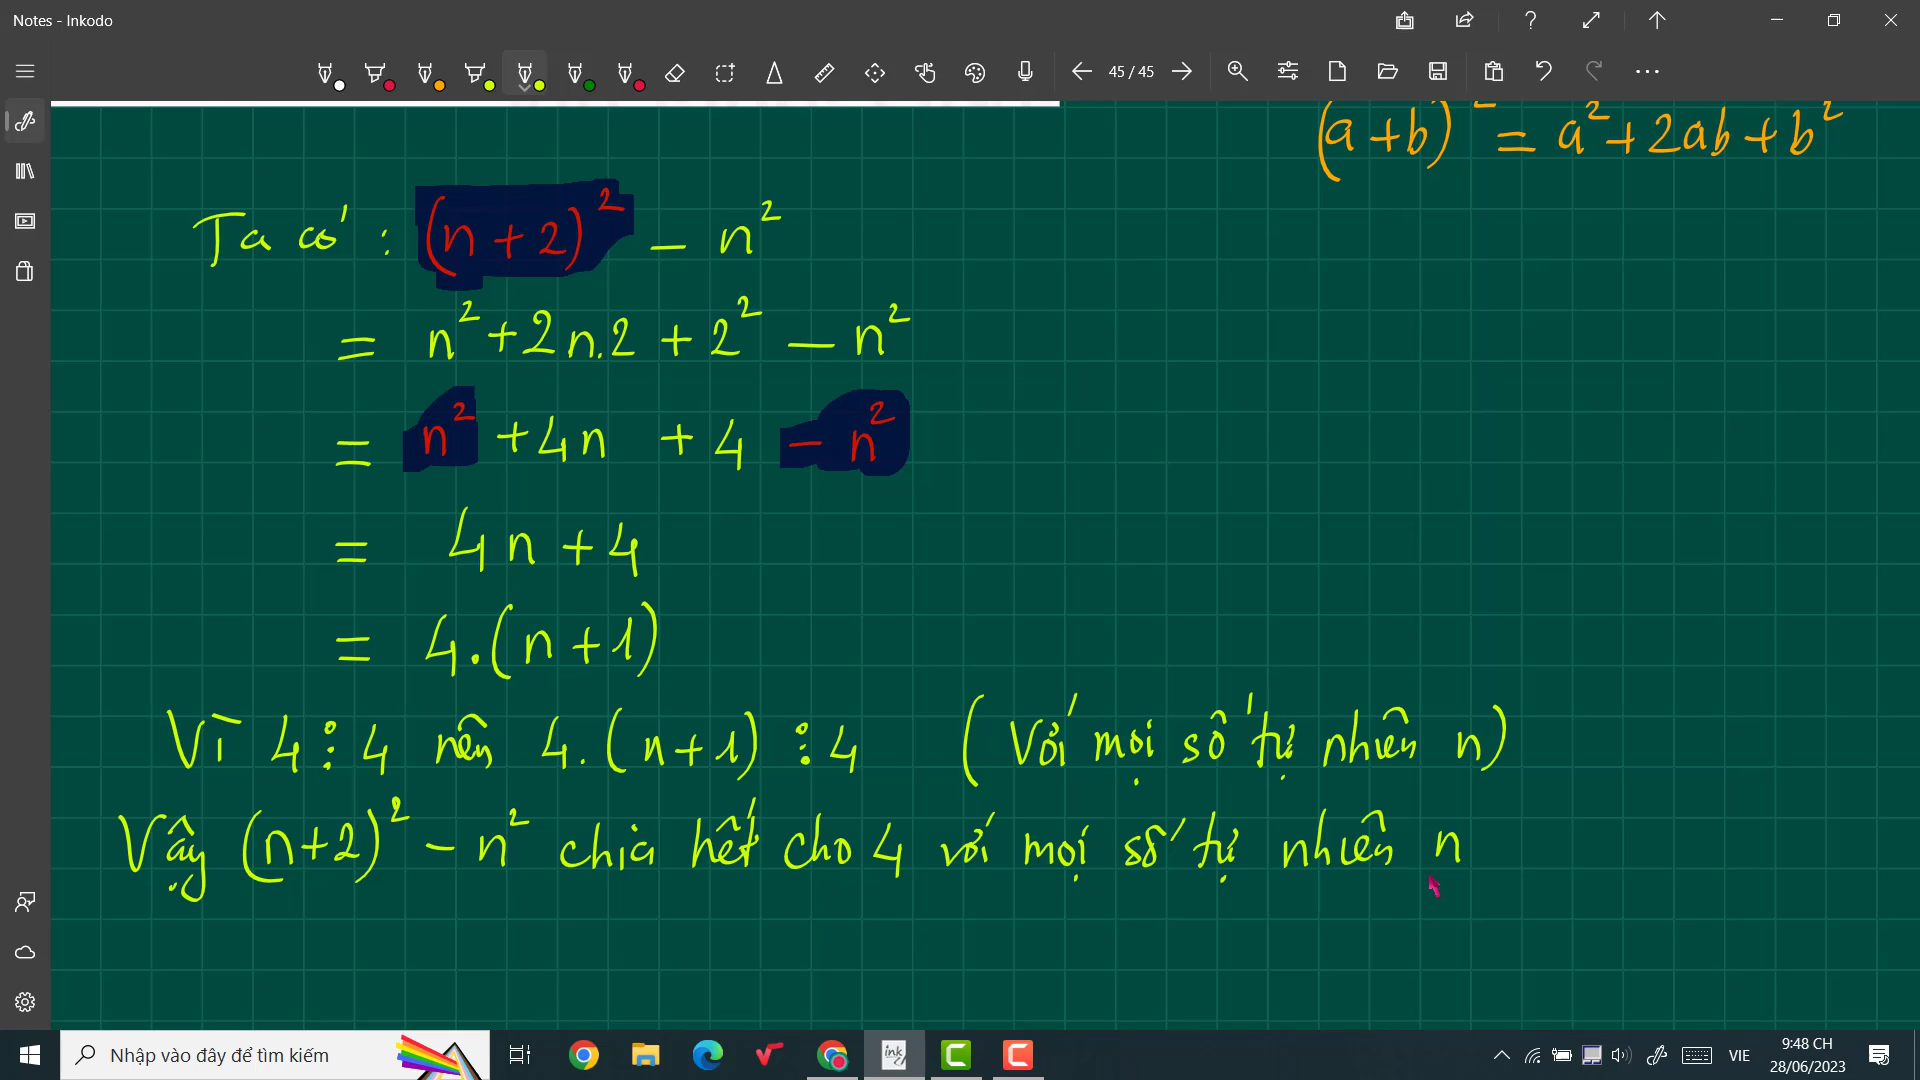 Notes - Inkodo
45 / 45
(a+b)² = a²+2ab+b²
Ta có : (n+2)² - n²
= n²+2n.2 + 2² - n²
= n² +4n +4 - n²
= 4n+4
= 4.(n+1)
Vì 4⋮4 nên 4.(n+1) ⋮4 (Với mọi số tự nhiên n)
Vậy (n+2)² - n² chia hết cho 4 với mọi số tự nhiên n
Nhập vào đây để tìm kiếm
ink
VIE
9:48 CH
28/06/2023